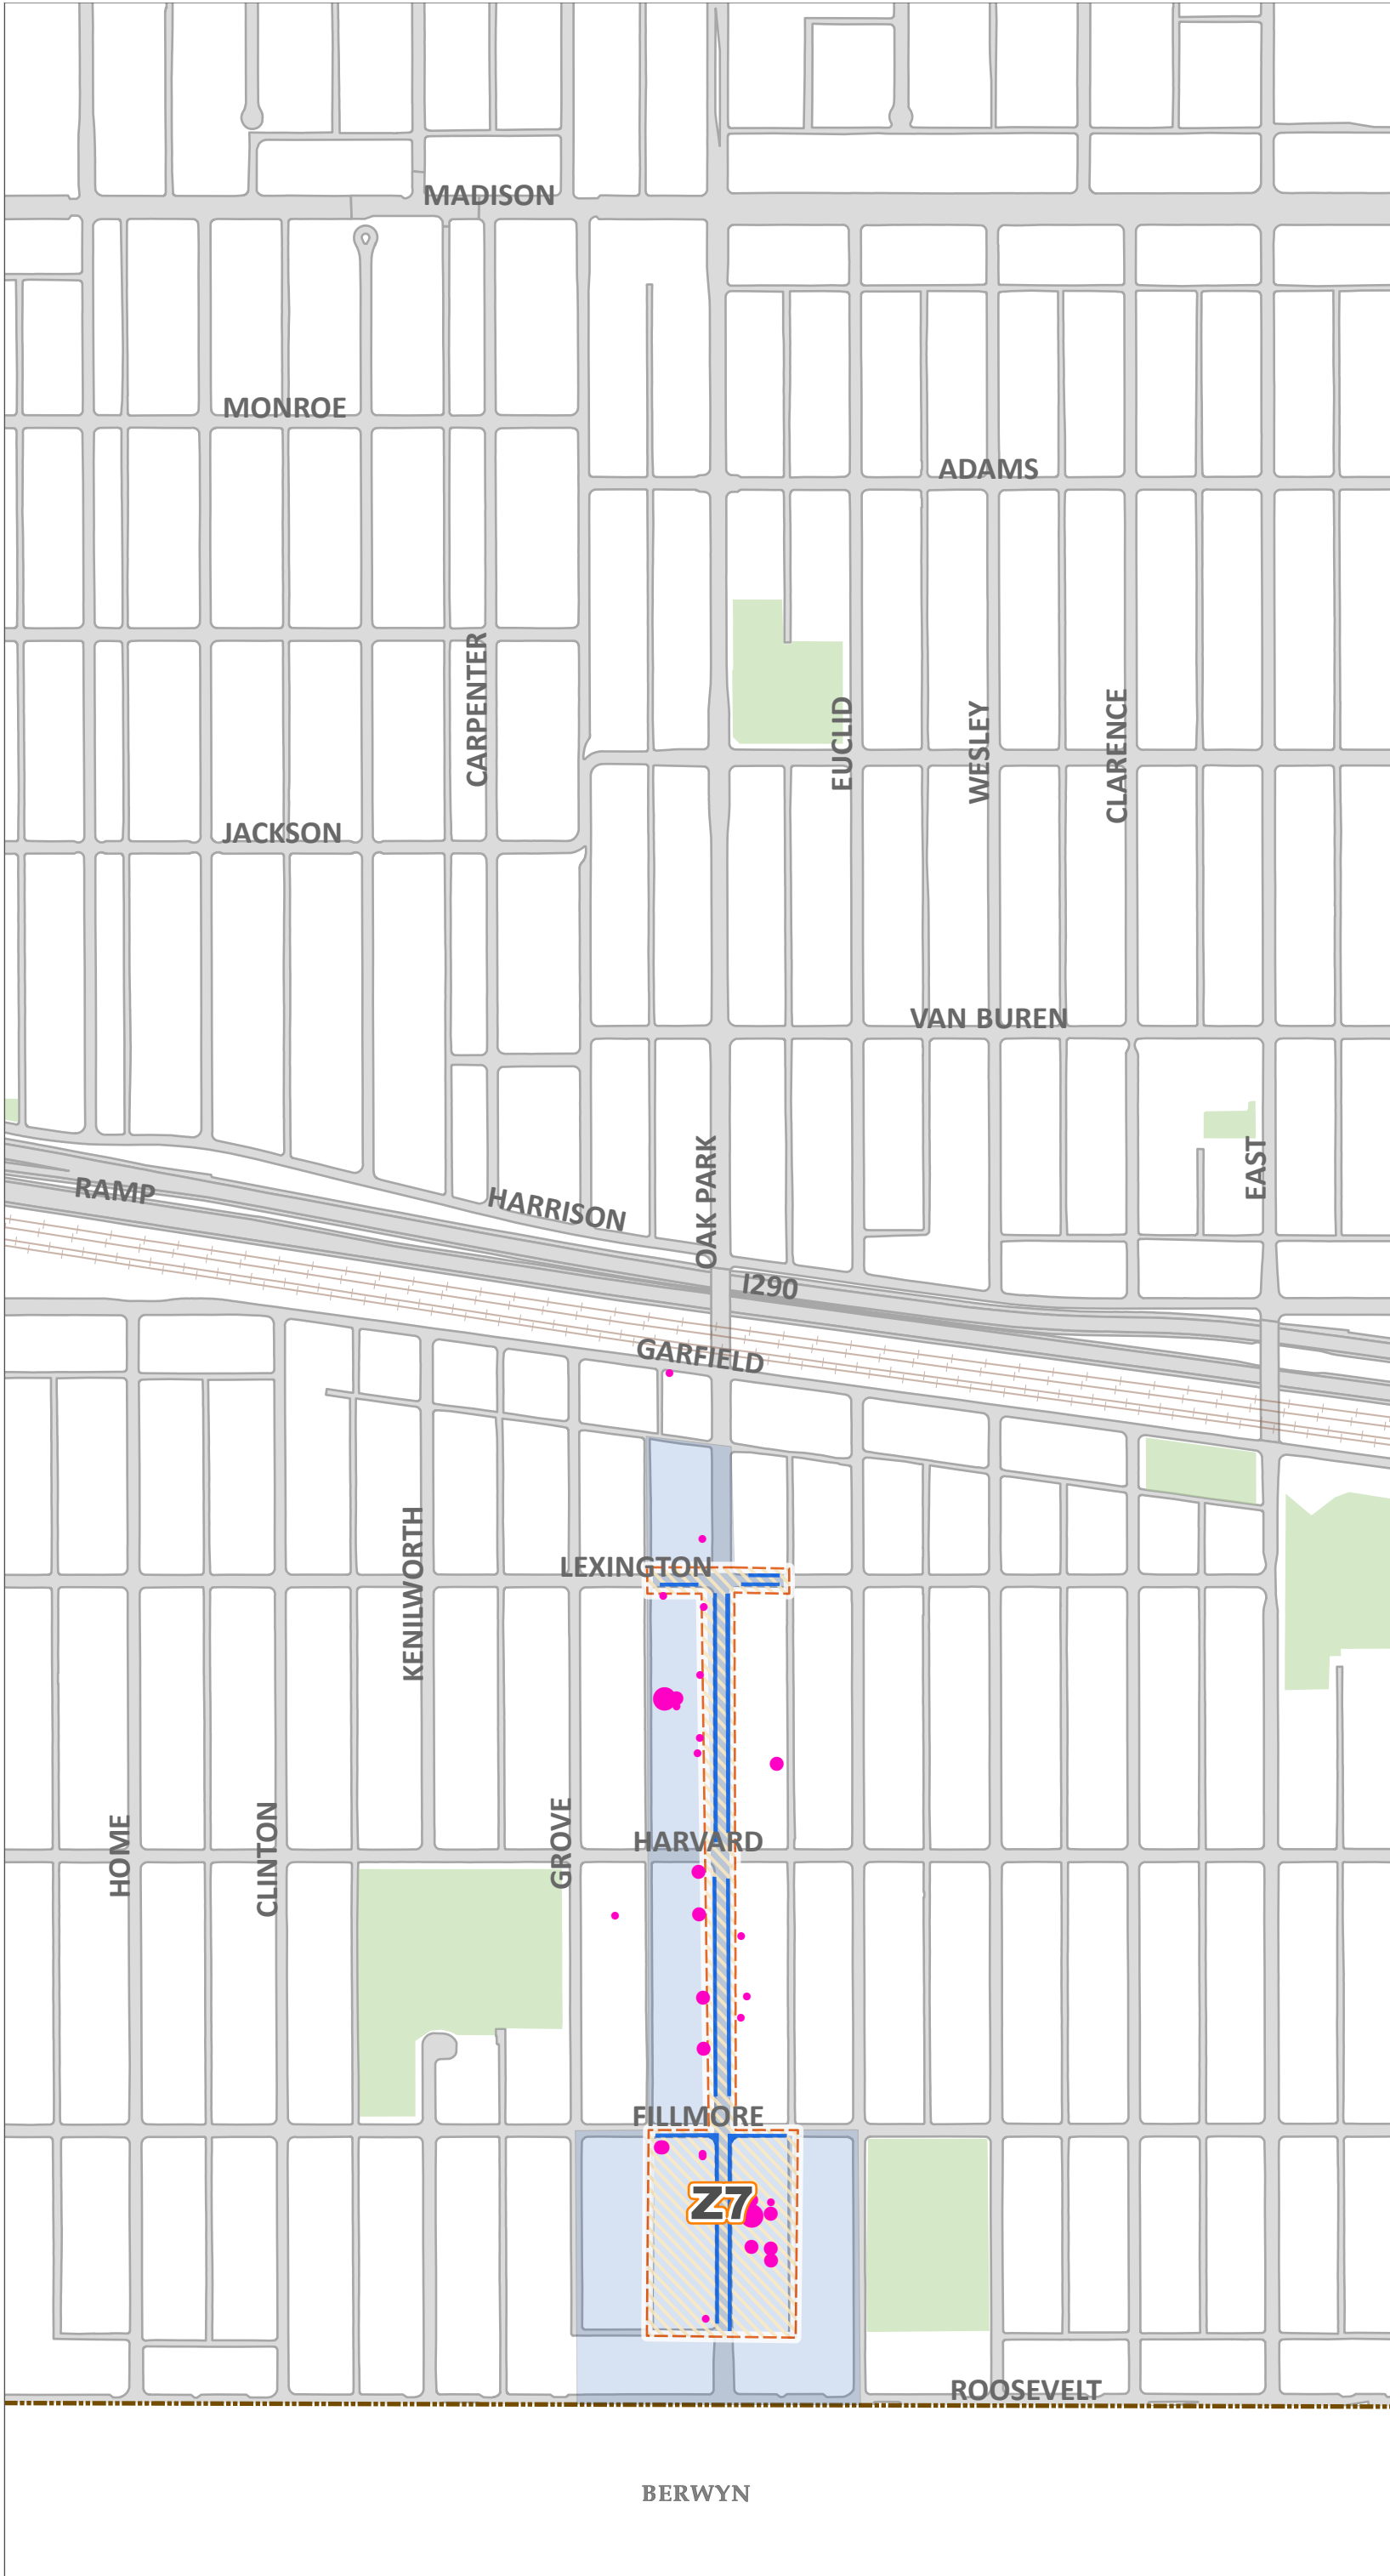 MADISON
MONROE
ADAMS
CARPENTER
EUCLID
WESLEY
CLARENCE
JACKSON
VAN BUREN
OAK PARK
EAST
RAMP
HARRISON
I290
GARFIELD
KENILWORTH
LEXINGTON
HOME
CLINTON
GROVE
HARVARD
FILLMORE
Z7
ROOSEVELT
BERWYN